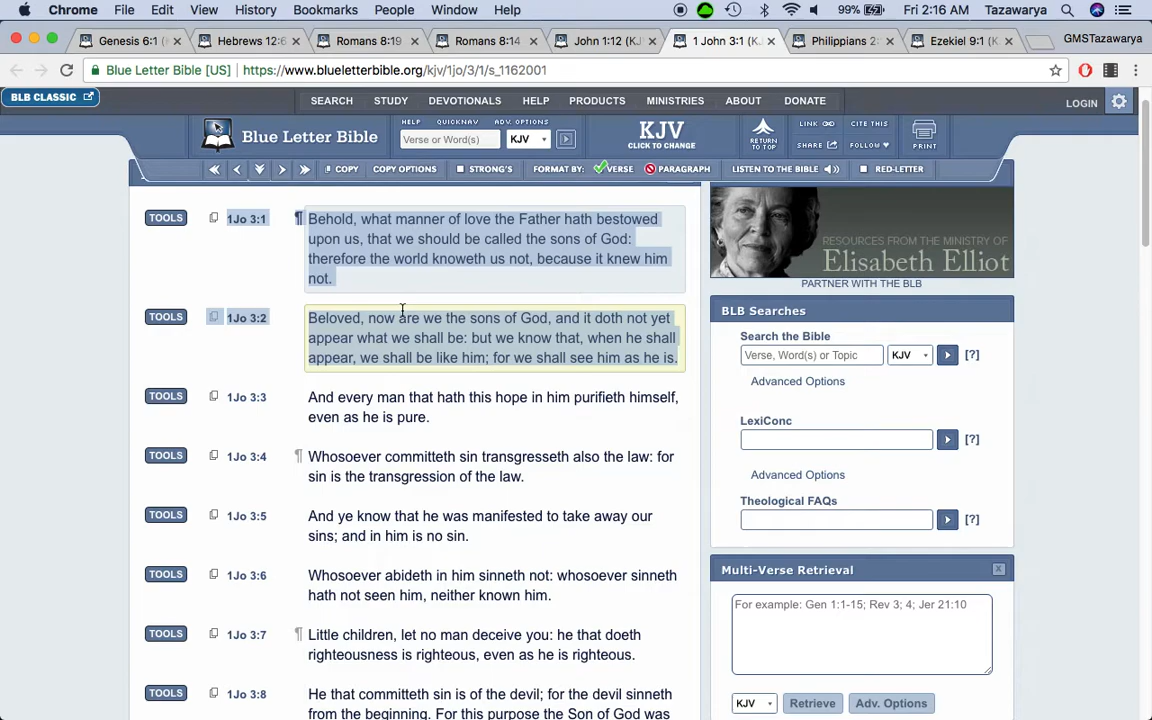 Chrome File Edit View History Bookmarks People Window Help 99% Fri 2:16 AM Tazawarya
Genesis 6:1 (K Hebrews 12:6 Romans 8:19 Romans 8:14 John 1:12 (KJ 1 John 3:1 (KJ Philippians 2: Ezekiel 9:1 (K GMSTazawarya
Blue Letter Bible [US] https://www.blueletterbible.org/kjv/1jo/3/1/s_1162001
BLB CLASSIC
SEARCH STUDY DEVOTIONALS HELP PRODUCTS MINISTRIES ABOUT DONATE LOGIN
HELP QUICKNAV ADV. OPTIONS
Blue Letter Bible Verse or Word(s) KJV
KJV
CLICK TO CHANGE
RETURN
TO TOP
LINK CITE THIS
SHARE FOLLOW
PRINT
COPY COPY OPTIONS STRONG'S FORMAT BY: VERSE PARAGRAPH LISTEN TO THE BIBLE RED-LETTER
TOOLS 1Jo 3:1 ¶ Behold, what manner of love the Father hath bestowed
upon us, that we should be called the sons of God:
therefore the world knoweth us not, because it knew him
not.
TOOLS 1Jo 3:2 Beloved, now are we the sons of God, and it doth not yet
appear what we shall be: but we know that, when he shall
appear, we shall be like him; for we shall see him as he is.
TOOLS 1Jo 3:3 And every man that hath this hope in him purifieth himself,
even as he is pure.
TOOLS 1Jo 3:4 ¶ Whosoever committeth sin transgresseth also the law: for
sin is the transgression of the law.
TOOLS 1Jo 3:5 And ye know that he was manifested to take away our
sins; and in him is no sin.
TOOLS 1Jo 3:6 Whosoever abideth in him sinneth not: whosoever sinneth
hath not seen him, neither known him.
TOOLS 1Jo 3:7 ¶ Little children, let no man deceive you: he that doeth
righteousness is righteous, even as he is righteous.
TOOLS 1Jo 3:8 He that committeth sin is of the devil; for the devil sinneth
from the beginning. For this purpose the Son of God was
RESOURCES FROM THE MINISTRY OF
Elisabeth Elliot
PARTNER WITH THE BLB
BLB Searches
Search the Bible
Verse, Word(s) or Topic KJV [?]
Advanced Options
LexiConc
[?]
Advanced Options
Theological FAQs
[?]
Multi-Verse Retrieval x
For example: Gen 1:1-15; Rev 3; 4; Jer 21:10
KJV Retrieve Adv. Options